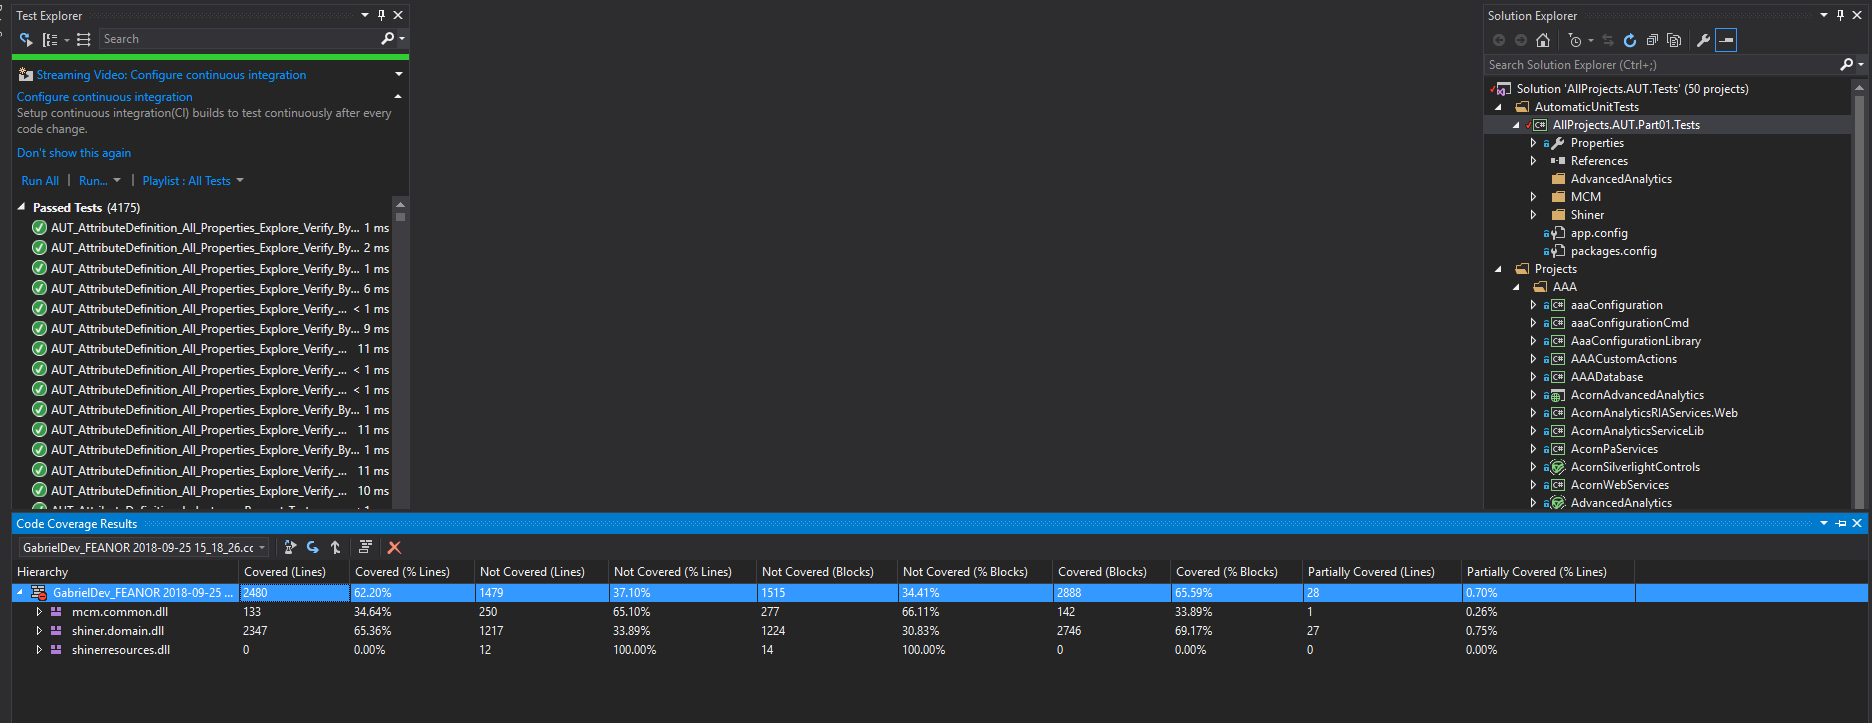 Test Explorer
Search
Streaming Video: Configure continuous integration
Configure continuous integration
Setup continuous integration(CI) builds to test continuously after every
code change.
Don't show this again
Run All | Run... | Playlist : All Tests
Passed Tests (4175)
AUT_AttributeDefinition_All_Properties_Explore_Verify_By... 1 ms
AUT_AttributeDefinition_All_Properties_Explore_Verify_By... 2 ms
AUT_AttributeDefinition_All_Properties_Explore_Verify_By... 1 ms
AUT_AttributeDefinition_All_Properties_Explore_Verify_By... 6 ms
AUT_AttributeDefinition_All_Properties_Explore_Verify_... < 1 ms
AUT_AttributeDefinition_All_Properties_Explore_Verify_By... 9 ms
AUT_AttributeDefinition_All_Properties_Explore_Verify_... 11 ms
AUT_AttributeDefinition_All_Properties_Explore_Verify_... < 1 ms
AUT_AttributeDefinition_All_Properties_Explore_Verify_... < 1 ms
AUT_AttributeDefinition_All_Properties_Explore_Verify_By... 1 ms
AUT_AttributeDefinition_All_Properties_Explore_Verify_... 11 ms
AUT_AttributeDefinition_All_Properties_Explore_Verify_By... 1 ms
AUT_AttributeDefinition_All_Properties_Explore_Verify_... 11 ms
AUT_AttributeDefinition_All_Properties_Explore_Verify_... 10 ms
Solution Explorer
Search Solution Explorer (Ctrl+;)
Solution 'AllProjects.AUT.Tests' (50 projects)
AutomaticUnitTests
C# AllProjects.AUT.Part01.Tests
Properties
References
AdvancedAnalytics
MCM
Shiner
app.config
packages.config
Projects
AAA
C# aaaConfiguration
C# aaaConfigurationCmd
C# AaaConfigurationLibrary
C# AAACustomActions
C# AAADatabase
AcornAdvancedAnalytics
C# AcornAnalyticsRIAServices.Web
C# AcornAnalyticsServiceLib
C# AcornPaServices
AcornSilverlightControls
C# AcornWebServices
AdvancedAnalytics
Code Coverage Results
GabrielDev_FEANOR 2018-09-25 15_18_26.cc
Hierarchy Covered (Lines) Covered (% Lines) Not Covered (Lines) Not Covered (% Lines) Not Covered (Blocks) Not Covered (% Blocks) Covered (Blocks) Covered (% Blocks) Partially Covered (Lines) Partially Covered (% Lines)
GabrielDev_FEANOR 2018-09-25 ... 2480 62.20% 1479 37.10% 1515 34.41% 2888 65.59% 28 0.70%
mcm.common.dll 133 34.64% 250 65.10% 277 66.11% 142 33.89% 1 0.26%
shiner.domain.dll 2347 65.36% 1217 33.89% 1224 30.83% 2746 69.17% 27 0.75%
shinerresources.dll 0 0.00% 12 100.00% 14 100.00% 0 0.00% 0 0.00%